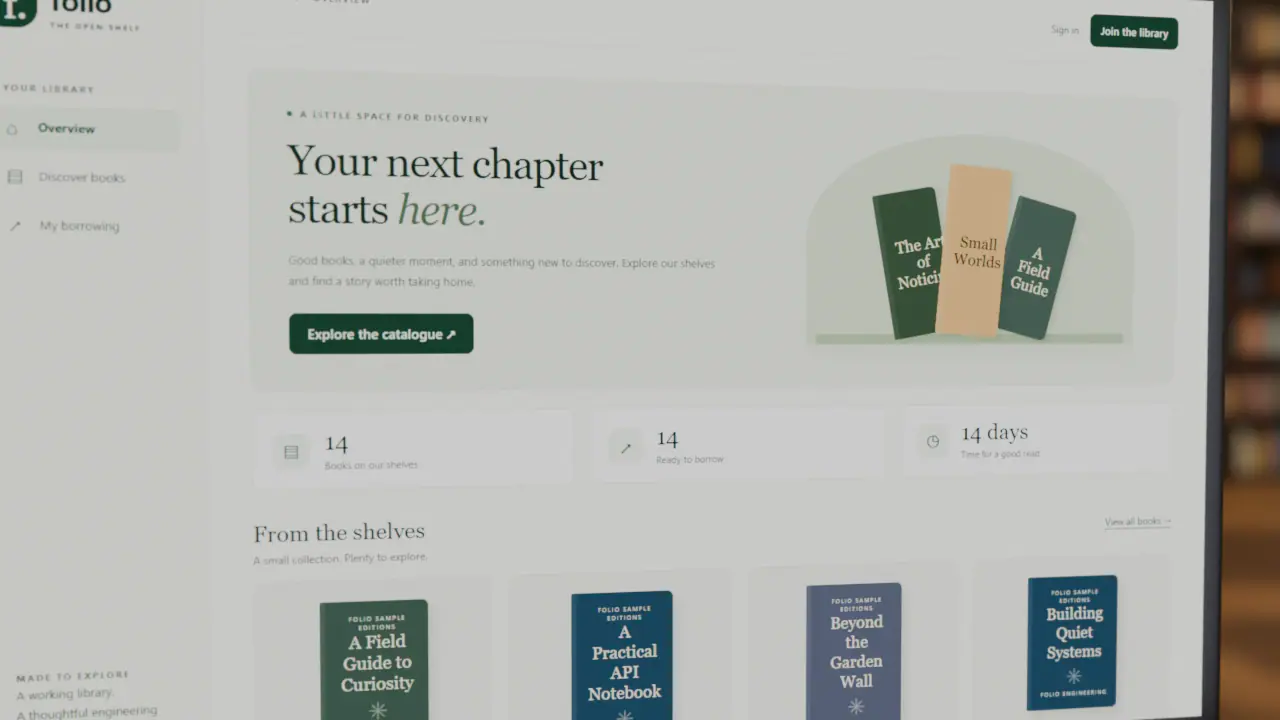 folio
THE OPEN SHELF
OVERVIEW
Sign in
Join the library
YOUR LIBRARY
Overview
Discover books
My borrowing
A LITTLE SPACE FOR DISCOVERY
Your next chapter
starts here.
Good books, a quieter moment, and something new to discover. Explore our shelves
and find a story worth taking home.
Explore the catalogue ↗
The Art
of
Small
Worlds
A
Field
Guide
14
Books on our shelves
14
Ready to borrow
14 days
Time for a good read
From the shelves
A small collection. Plenty to explore.
View all books →
FOLIO SAMPLE
EDITIONS
A Field
Guide to
Curiosity
FOLIO SAMPLE
EDITIONS
A
Practical
API
Notebook
FOLIO SAMPLE
EDITIONS
Beyond
the
Garden
Wall
FOLIO SAMPLE
EDITIONS
Building
Quiet
Systems
FOLIO ENGINEERING
MADE TO EXPLORE
A working library.
A thoughtful engineering